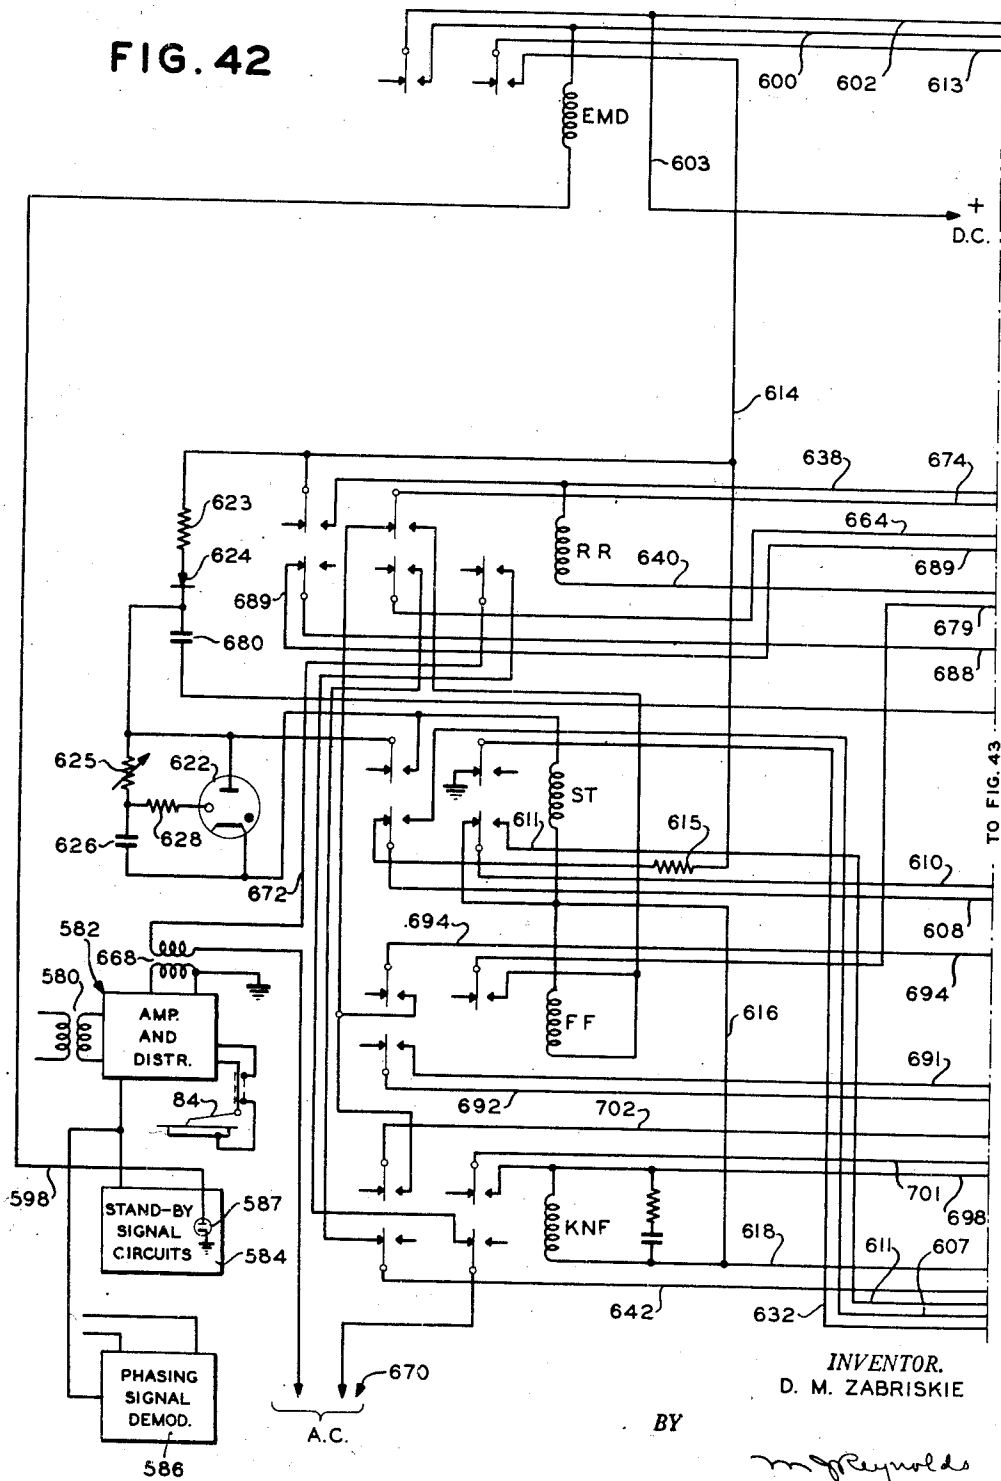 FIG. 42
EMD
600
602
613
603
+
D.C.
614
623
624
638
674
664
RR
640
689
689
679
680
688
625
622
ST
626
628
611
615
672
610
608
TO FIG. 43
582
668
.694
580
AMP.
AND
DISTR.
FF
616
694
84
692
691
702
598
587
STAND-BY
SIGNAL
CIRCUITS
584
KNF
701
698
618
611
607
642
632
PHASING
SIGNAL
DEMOD.
586
670
A.C.
INVENTOR.
D. M. ZABRISKIE
BY
M J Reynolds